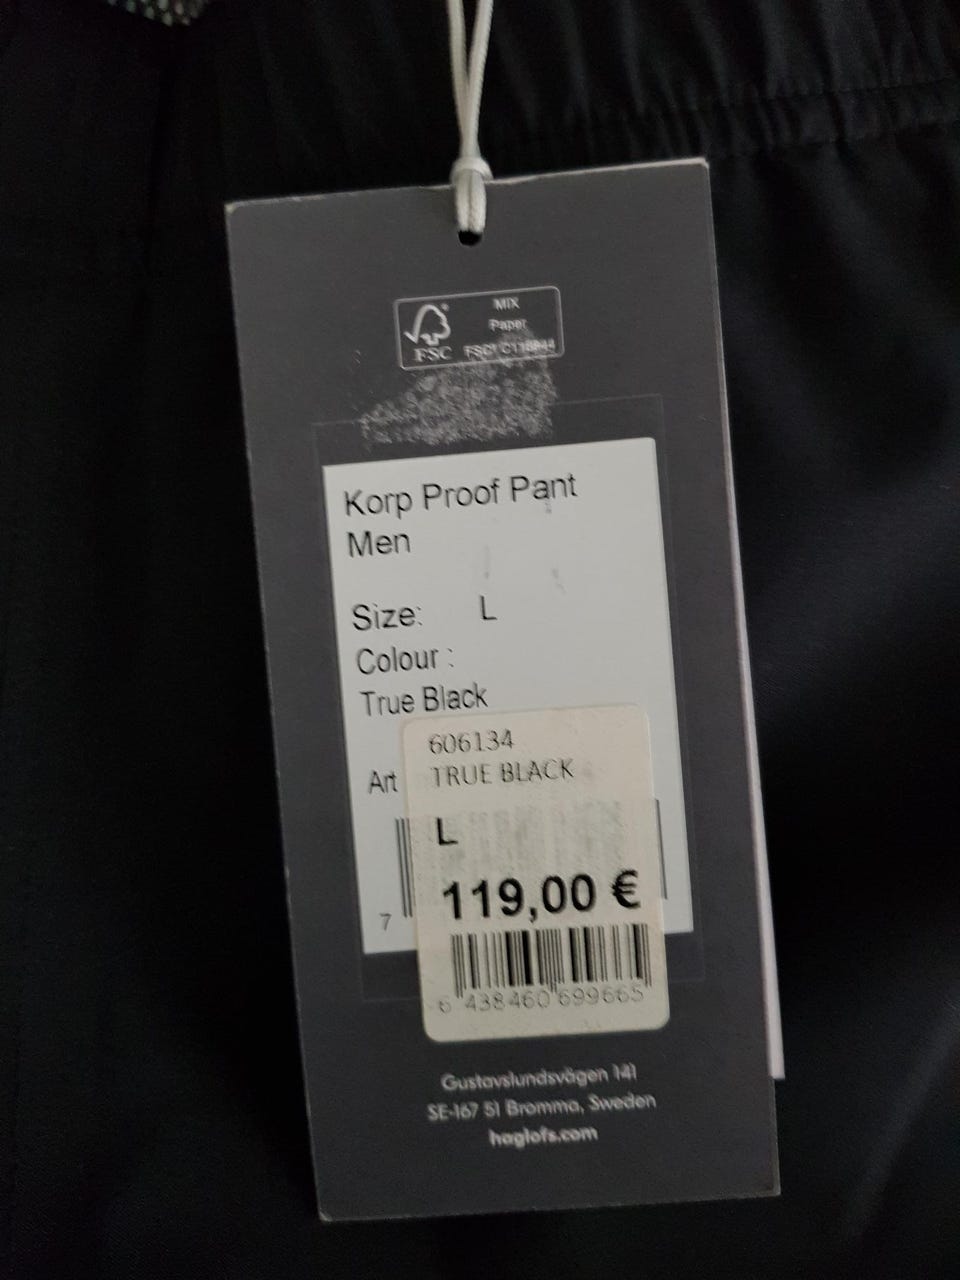 MIX
Paper
FSC
Korp Proof Pant
Men
Size: L
Colour :
True Black
606134
Art TRUE BLACK
L
119,00 €
7
6 438460 699665
Gustavslundsvägen 141
SE-167 51 Bromma, Sweden
haglofs.com